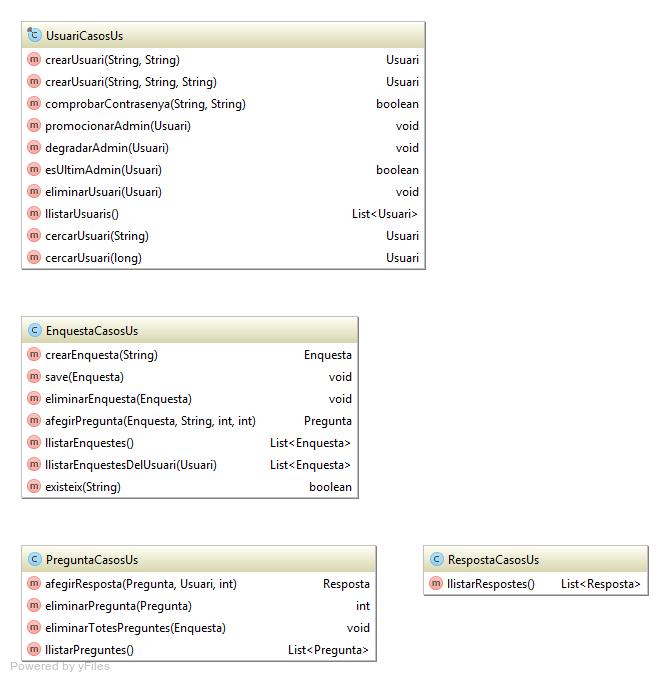 UsuariCasosUs
crearUsuari(String, String) Usuari
crearUsuari(String, String, String) Usuari
comprobarContrasenya(String, String) boolean
promocionarAdmin(Usuari) void
degradarAdmin(Usuari) void
esUltimAdmin(Usuari) boolean
eliminarUsuari(Usuari) void
llistarUsuaris() List<Usuari>
cercarUsuari(String) Usuari
cercarUsuari(long) Usuari
EnquestaCasosUs
crearEnquesta(String) Enquesta
save(Enquesta) void
eliminarEnquesta(Enquesta) void
afegirPregunta(Enquesta, String, int, int) Pregunta
llistarEnquestes() List<Enquesta>
llistarEnquestesDelUsuari(Usuari) List<Enquesta>
existeix(String) boolean
PreguntaCasosUs
afegirResposta(Pregunta, Usuari, int) Resposta
eliminarPregunta(Pregunta) int
eliminarTotesPreguntes(Enquesta) void
llistarPreguntes() List<Pregunta>
RespostaCasosUs
llistarRespostes() List<Resposta>
Powered by yFiles